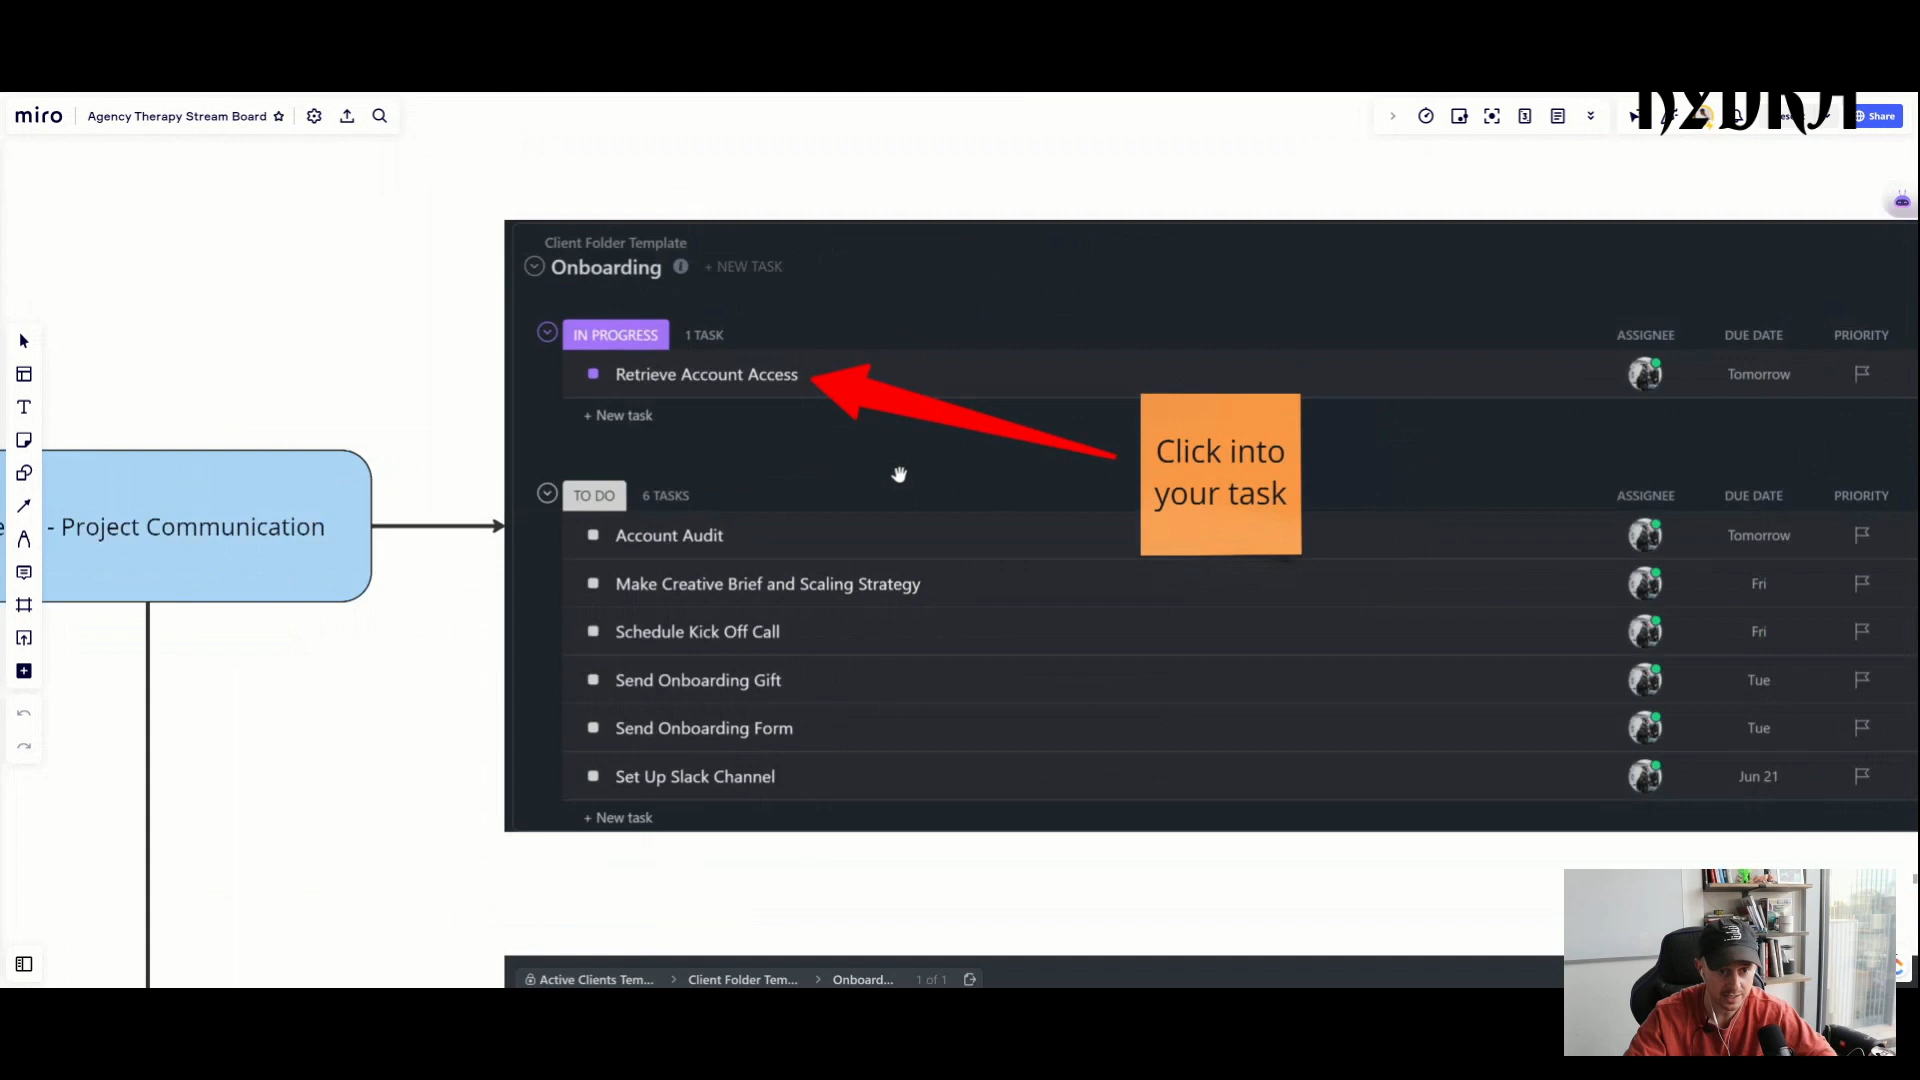 HYDRA
miro
Agency Therapy Stream Board
Share
Client Folder Template
Onboarding
+ NEW TASK
IN PROGRESS
1 TASK
ASSIGNEE
DUE DATE
PRIORITY
Retrieve Account Access
Tomorrow
+ New task
Click into
your task
- Project Communication
TO DO
6 TASKS
ASSIGNEE
DUE DATE
PRIORITY
Account Audit
Tomorrow
Make Creative Brief and Scaling Strategy
Fri
Schedule Kick Off Call
Fri
Send Onboarding Gift
Tue
Send Onboarding Form
Tue
Set Up Slack Channel
Jun 21
+ New task
Active Clients Tem...
Client Folder Tem...
Onboard...
1 of 1